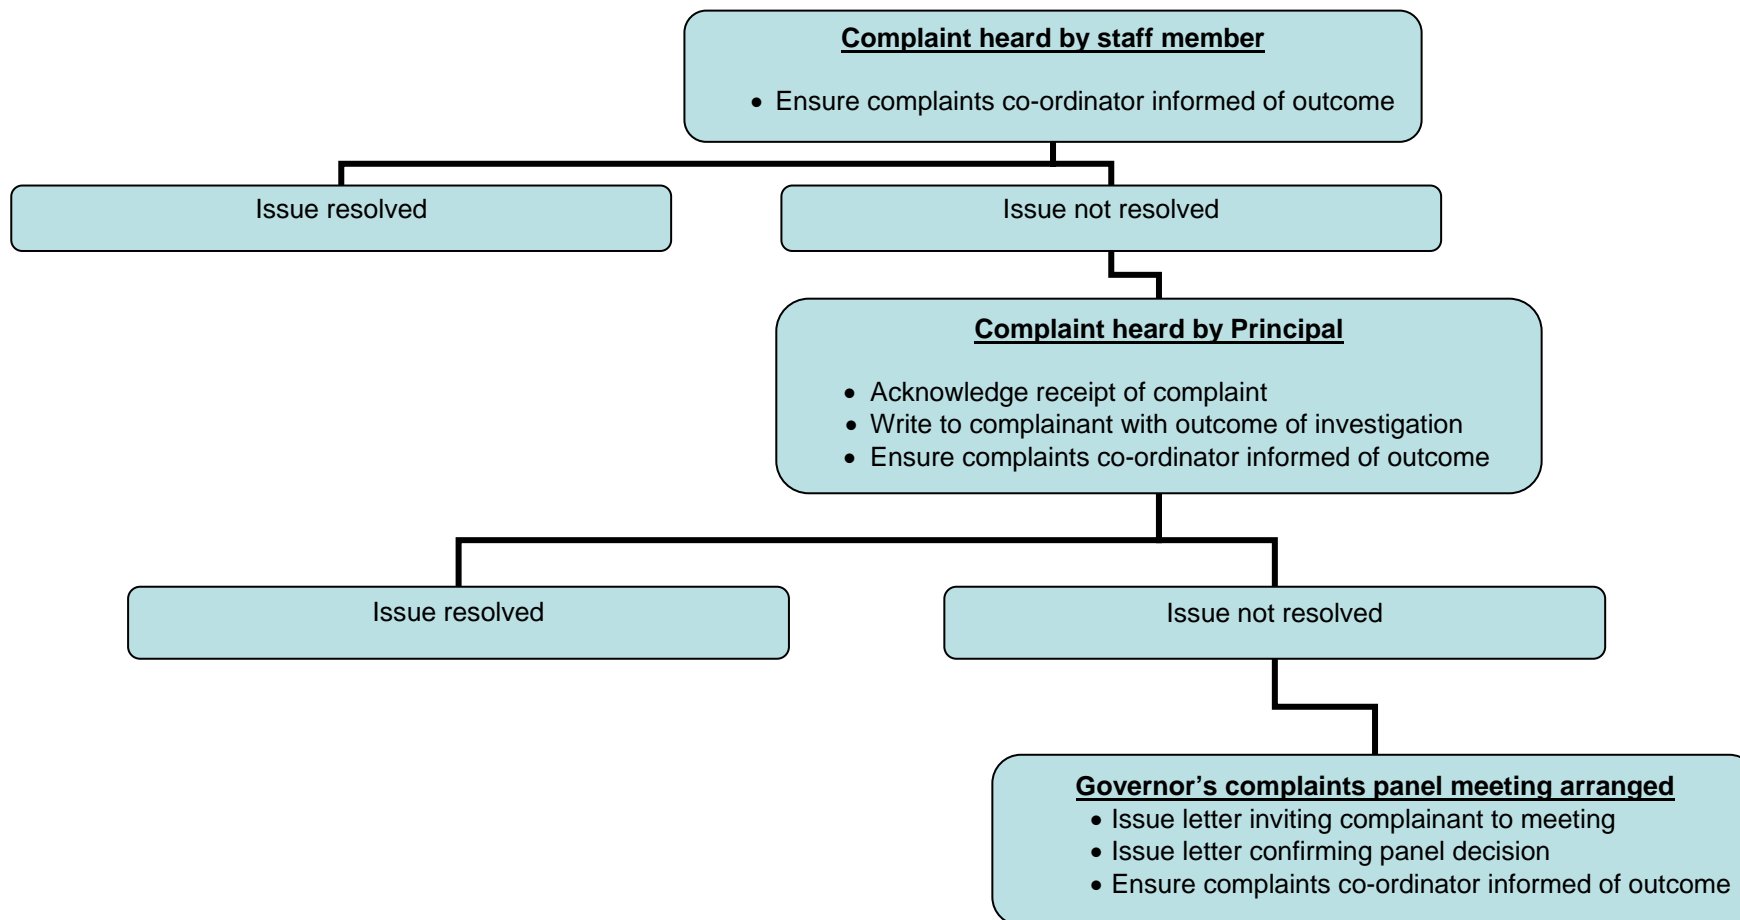 Complaint heard by staff member
• Ensure complaints co-ordinator informed of outcome
Issue resolved
Issue not resolved
Complaint heard by Principal
• Acknowledge receipt of complaint
• Write to complainant with outcome of investigation
• Ensure complaints co-ordinator informed of outcome
Issue resolved
Issue not resolved
Governor’s complaints panel meeting arranged
• Issue letter inviting complainant to meeting
• Issue letter confirming panel decision
• Ensure complaints co-ordinator informed of outcome